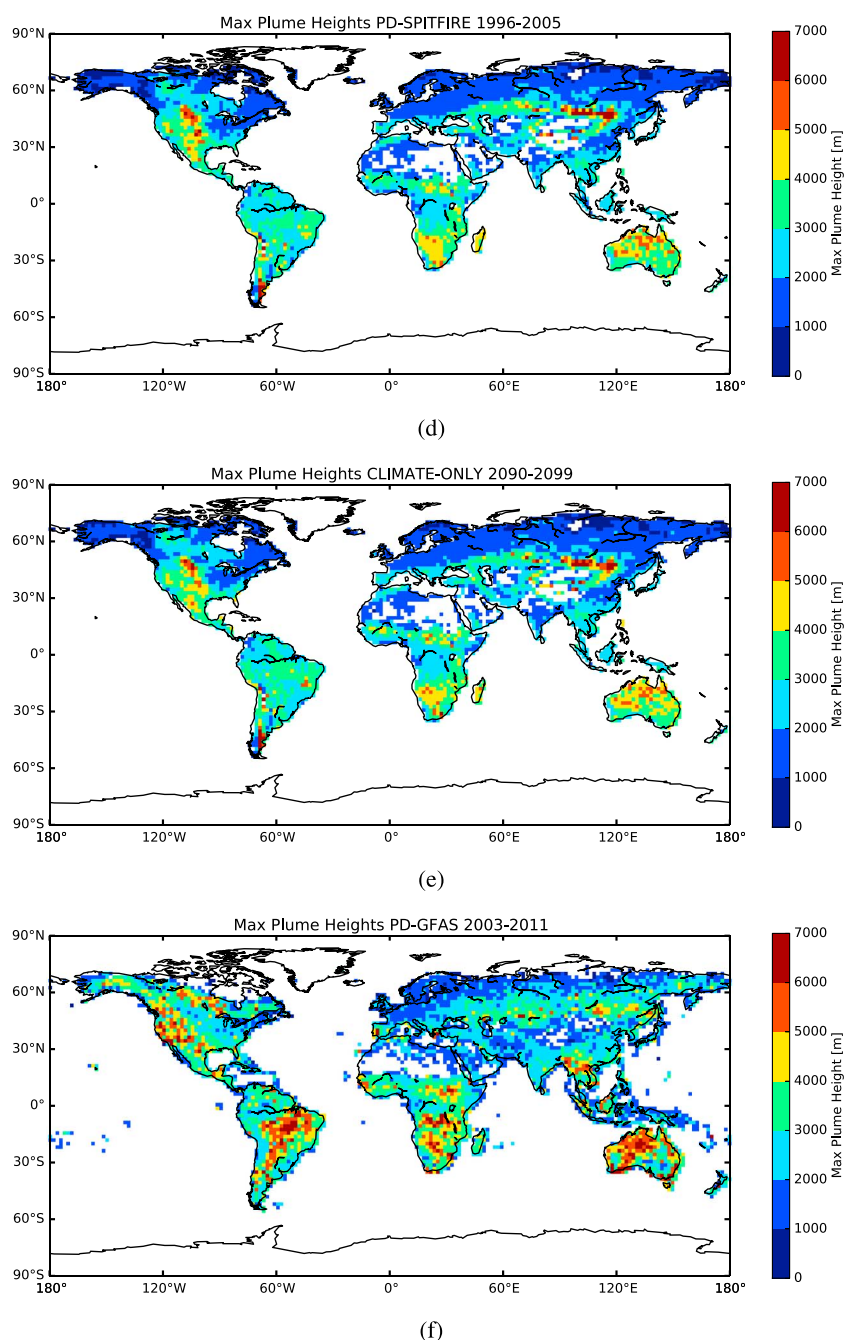 Max Plume Heights PD-SPITFIRE 1996-2005
90°N
60°N
30°N
0°
30°S
60°S
90°S
180°
120°W
60°W
0°
60°E
120°E
180°
7000
6000
5000
4000
3000
2000
1000
0
Max Plume Height [m]
(d)
Max Plume Heights CLIMATE-ONLY 2090-2099
90°N
60°N
30°N
0°
30°S
60°S
90°S
180°
120°W
60°W
0°
60°E
120°E
180°
7000
6000
5000
4000
3000
2000
1000
0
Max Plume Height [m]
(e)
Max Plume Heights PD-GFAS 2003-2011
90°N
60°N
30°N
0°
30°S
60°S
90°S
180°
120°W
60°W
0°
60°E
120°E
180°
7000
6000
5000
4000
3000
2000
1000
0
Max Plume Height [m]
(f)